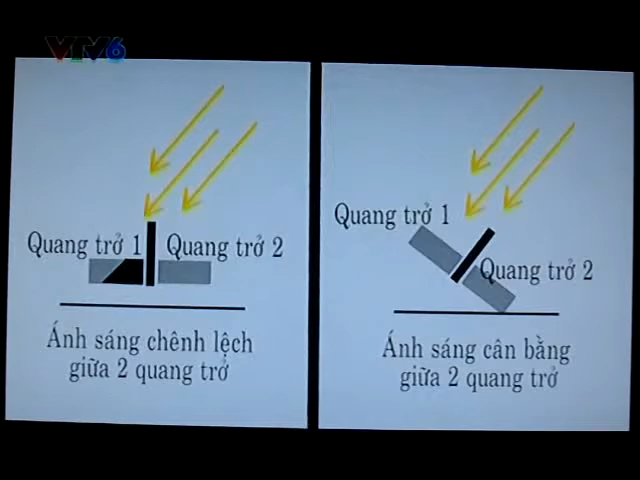 VTV6
Quang trở 1
Quang trở 2
Ánh sáng chênh lệch
giữa 2 quang trở
Quang trở 1
Quang trở 2
Ánh sáng cân bằng
giữa 2 quang trở